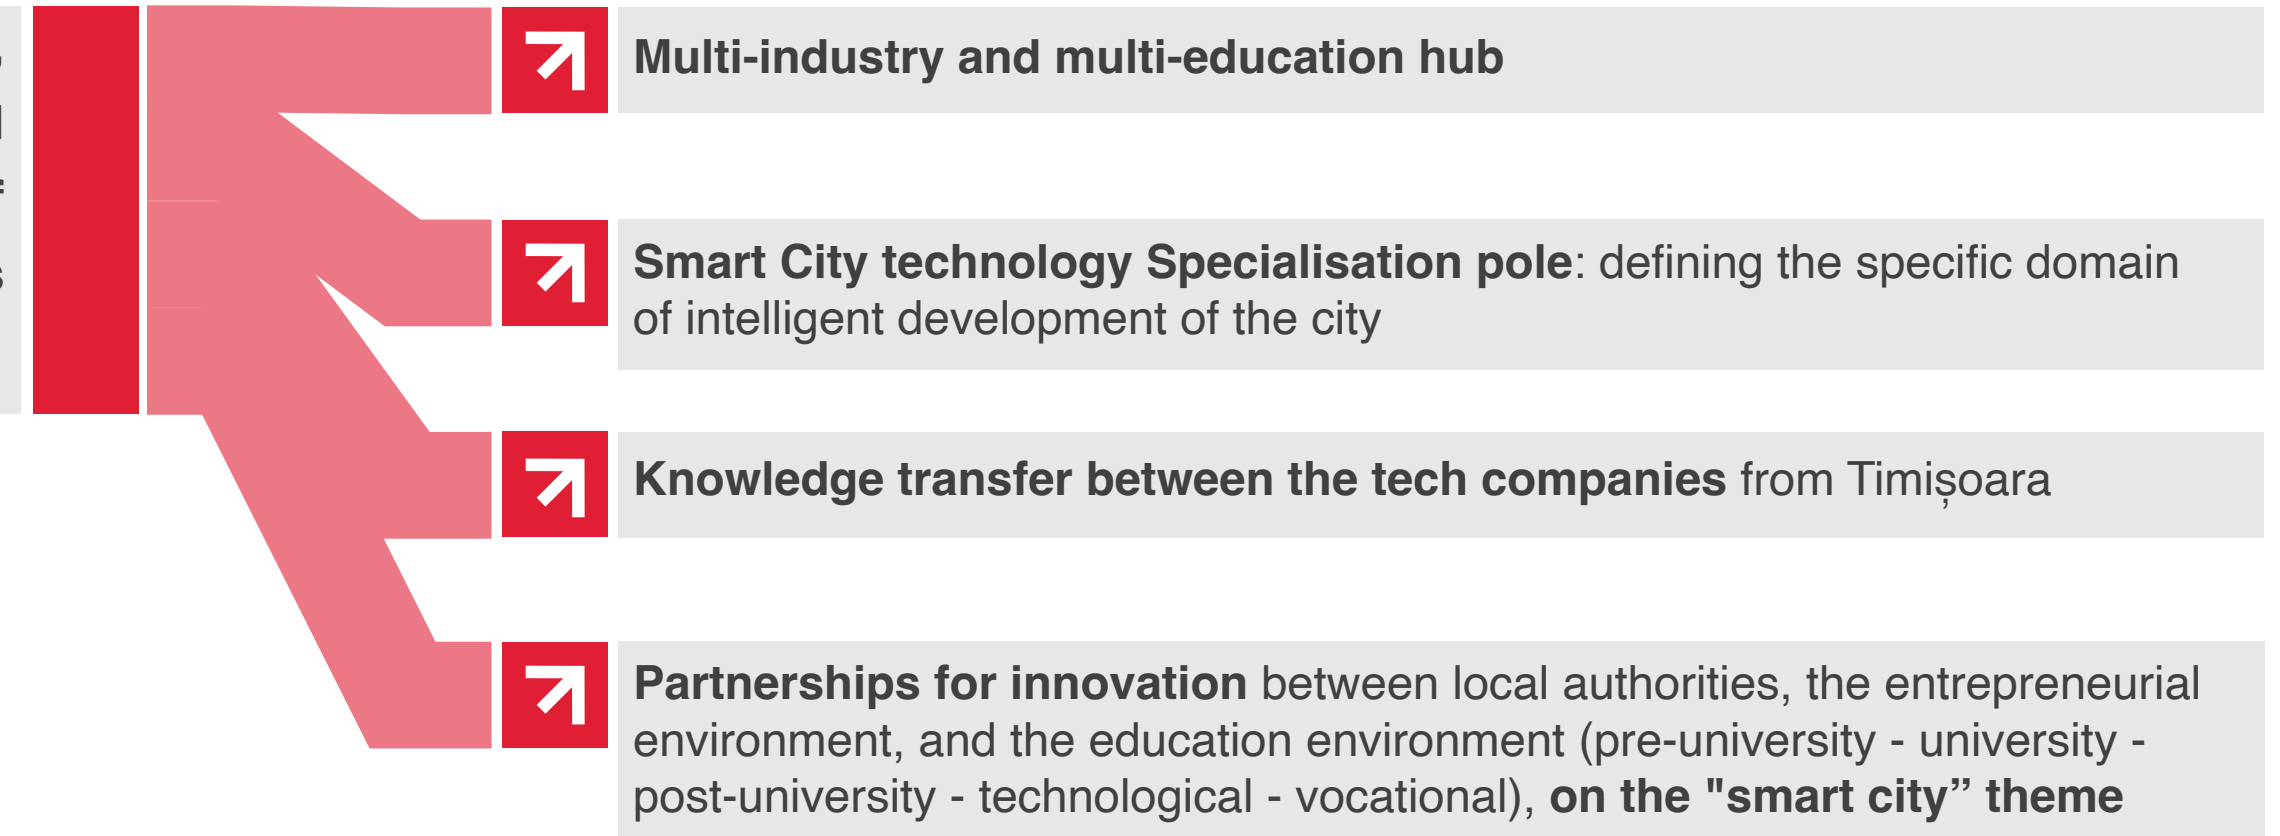 Multi-industry and multi-education hub
Smart City technology Specialisation pole: defining the specific domain
of intelligent development of the city
Knowledge transfer between the tech companies from Timișoara
Partnerships for innovation between local authorities, the entrepreneurial
environment, and the education environment (pre-university - university -
post-university - technological - vocational), on the "smart city” theme